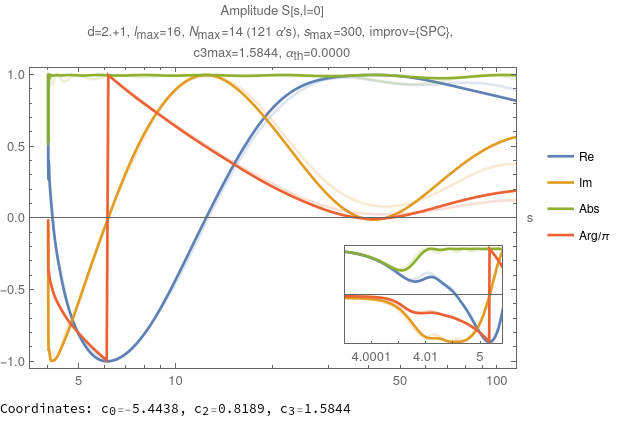 Amplitude S[s,l=0]
d=2.+1, lmax=16, Nmax=14 (121 α's), smax=300, improv={SPC},
c3max=1.5844, αth=0.0000
1.0
0.5
0.0
-0.5
-1.0
5
10
50
100
s
Re
Im
Abs
Arg/π
4.0001
4.01
5
Coordinates: c0=-5.4438, c2=0.8189, c3=1.5844